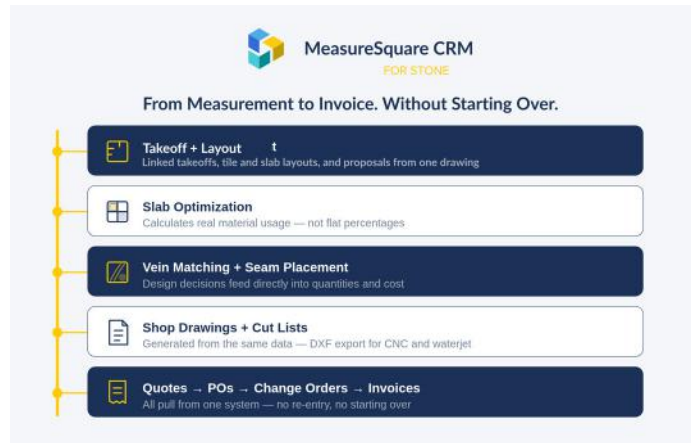 MeasureSquare CRM
FOR STONE
From Measurement to Invoice. Without Starting Over.
Takeoff + Layout t
Linked takeoffs, tile and slab layouts, and proposals from one drawing
Slab Optimization
Calculates real material usage — not flat percentages
Vein Matching + Seam Placement
Design decisions feed directly into quantities and cost
Shop Drawings + Cut Lists
Generated from the same data — DXF export for CNC and waterjet
Quotes → POs → Change Orders → Invoices
All pull from one system — no re-entry, no starting over